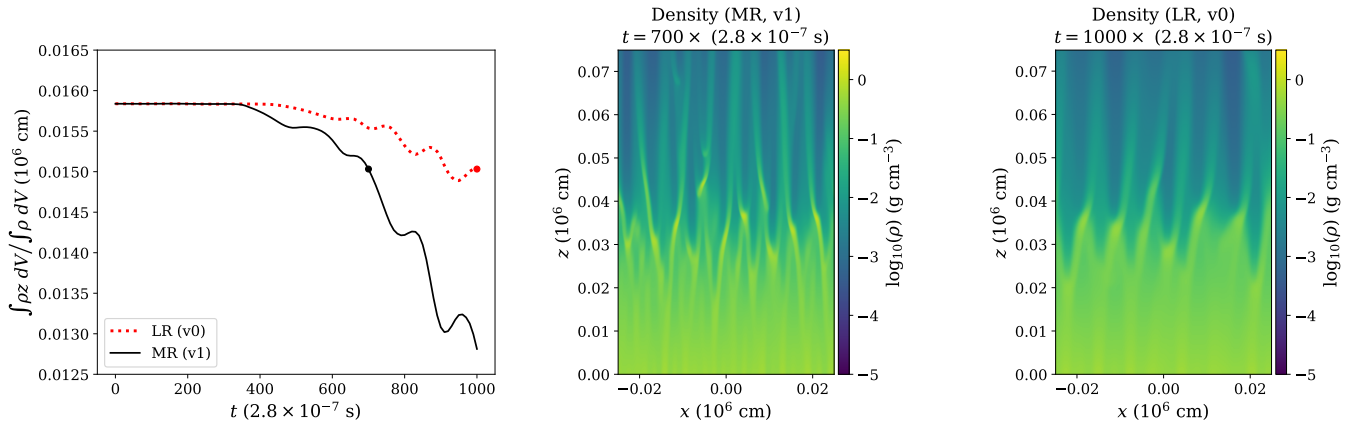 0.0165
0.0160
0.0155
0.0150
0.0145
0.0140
0.0135
0.0130
0.0125
∫ ρz dV/∫ ρ dV (10⁶ cm)
LR (v0)
MR (v1)
0 200 400 600 800 1000
t (2.8 × 10⁻⁷ s)
Density (MR, v1)
t = 700 × (2.8 × 10⁻⁷ s)
0.07
0.06
0.05
0.04
0.03
0.02
0.01
0.00
z (10⁶ cm)
−0.02 0.00 0.02
x (10⁶ cm)
0
−1
−2
−3
−4
−5
log₁₀(ρ) (g cm⁻³)
Density (LR, v0)
t = 1000 × (2.8 × 10⁻⁷ s)
0.07
0.06
0.05
0.04
0.03
0.02
0.01
0.00
z (10⁶ cm)
−0.02 0.00 0.02
x (10⁶ cm)
0
−1
−2
−3
−4
−5
log₁₀(ρ) (g cm⁻³)